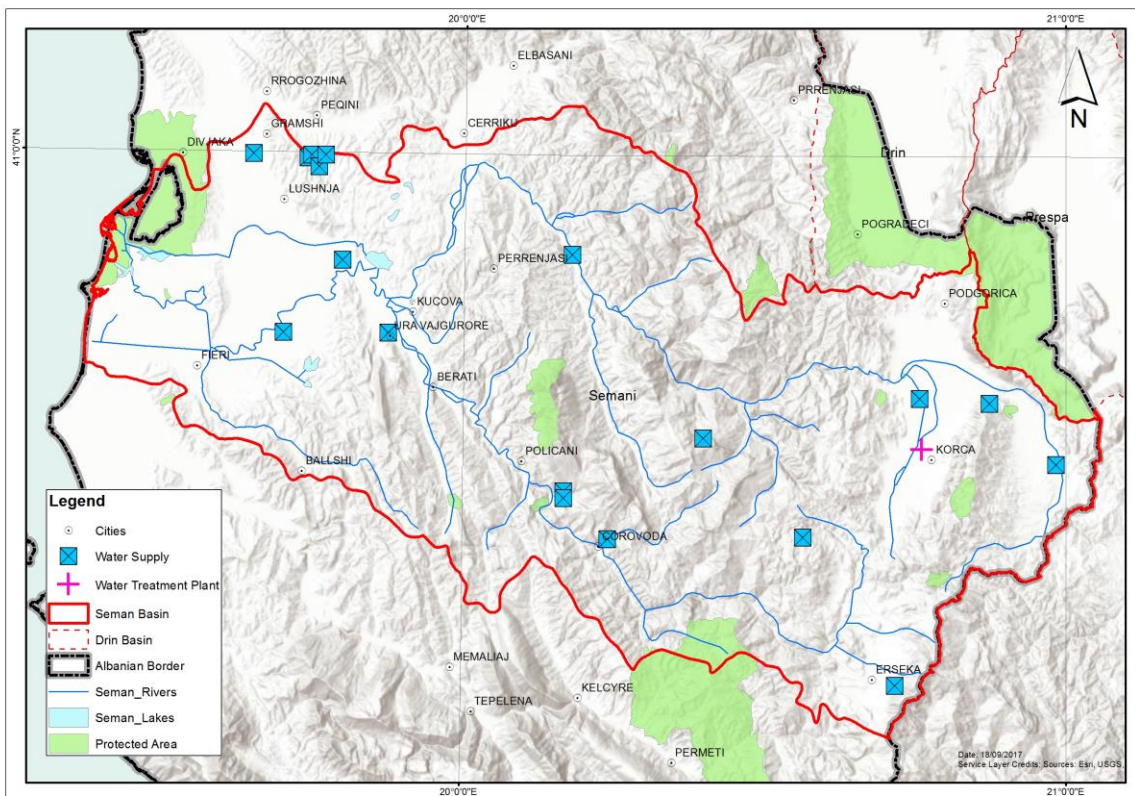 20°0'0"E
21°0'0"E
ELBASANI
RROGOZHINA
PRRENJASI
PEQINI
GRAMSHI
CERRIKU
N
41°0'0"N
DIVJAKA
Drin
LUSHNJA
Prespa
POGRADECI
PERRENJASI
PODGORICA
KUCOVA
URA VAJGURORE
FIERI
BERATI
Semani
POLICANI
KORCA
BALLSHI
COROVODA
MEMALIAJ
ERSEKA
KELCYRE
TEPELENA
PERMETI
Legend
Cities
Water Supply
Water Treatment Plant
Seman Basin
Drin Basin
Albanian Border
Seman_Rivers
Seman_Lakes
Protected Area
Date: 18/09/2017
Service Layer Credits: Sources: Esri, USGS,
20°0'0"E
21°0'0"E